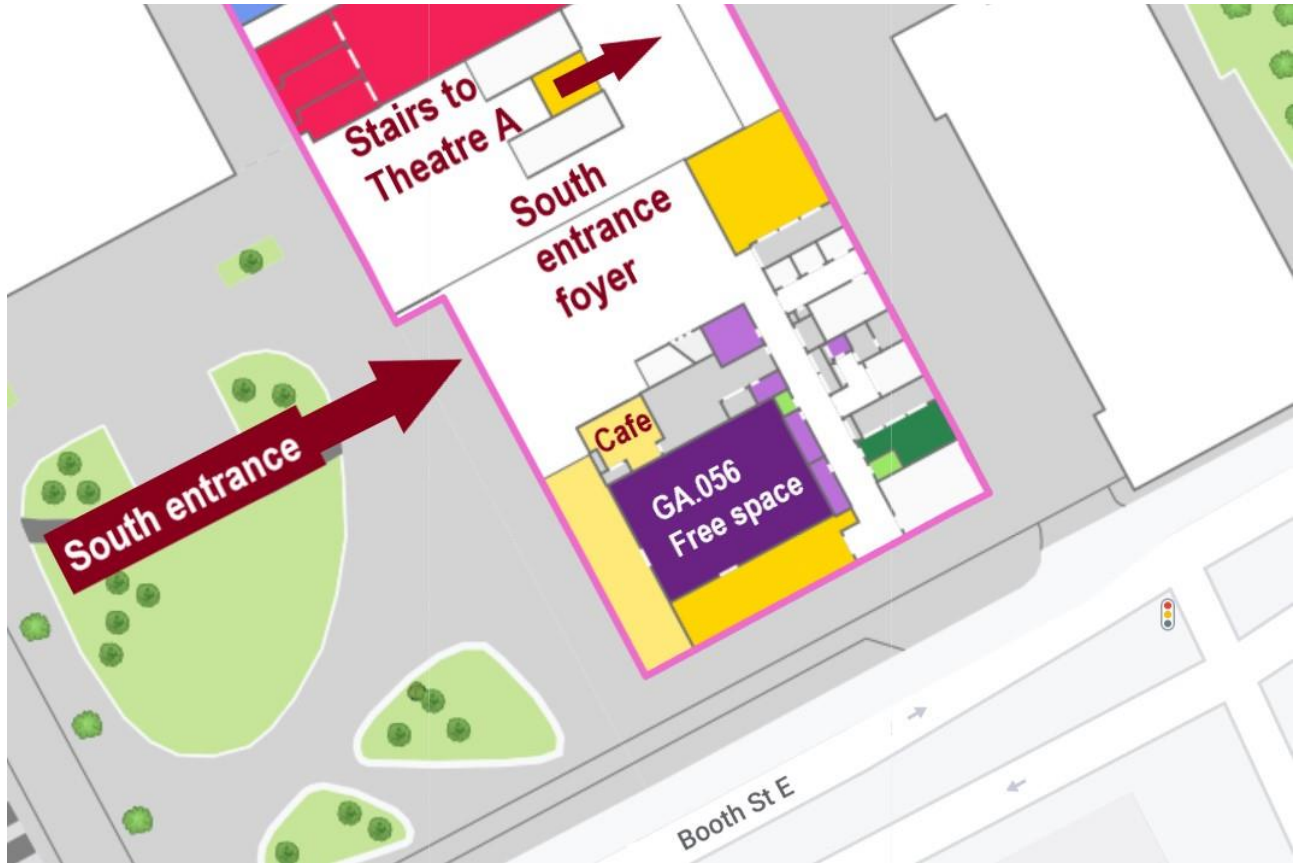 Stairs to
Theatre A
South
entrance
foyer
South entrance
Cafe
GA.056
Free space
Booth St E